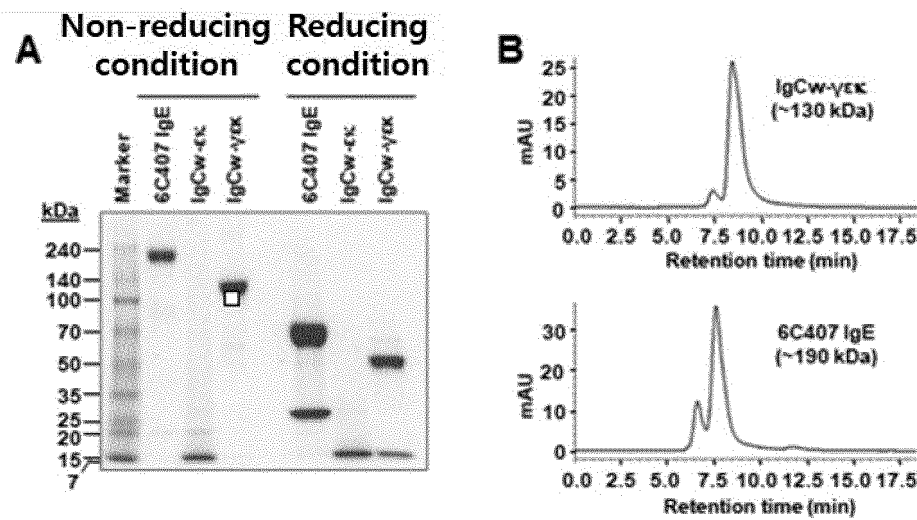 A
Non-reducing condition
Reducing condition
Marker
6C407 IgE
IgCw-εκ
IgCw-γεκ
6C407 IgE
IgCw-εκ
IgCw-γεκ
kDa
240
140
100
70
50
35
25
20
15
7
B
25
20
15
10
5
0
mAU
IgCw-γεκ
(~130 kDa)
0.0 2.5 5.0 7.5 10.0 12.5 15.0 17.5
Retention time (min)
30
20
10
0
mAU
6C407 IgE
(~190 kDa)
0.0 2.5 5.0 7.5 10.0 12.5 15.0 17.5
Retention time (min)